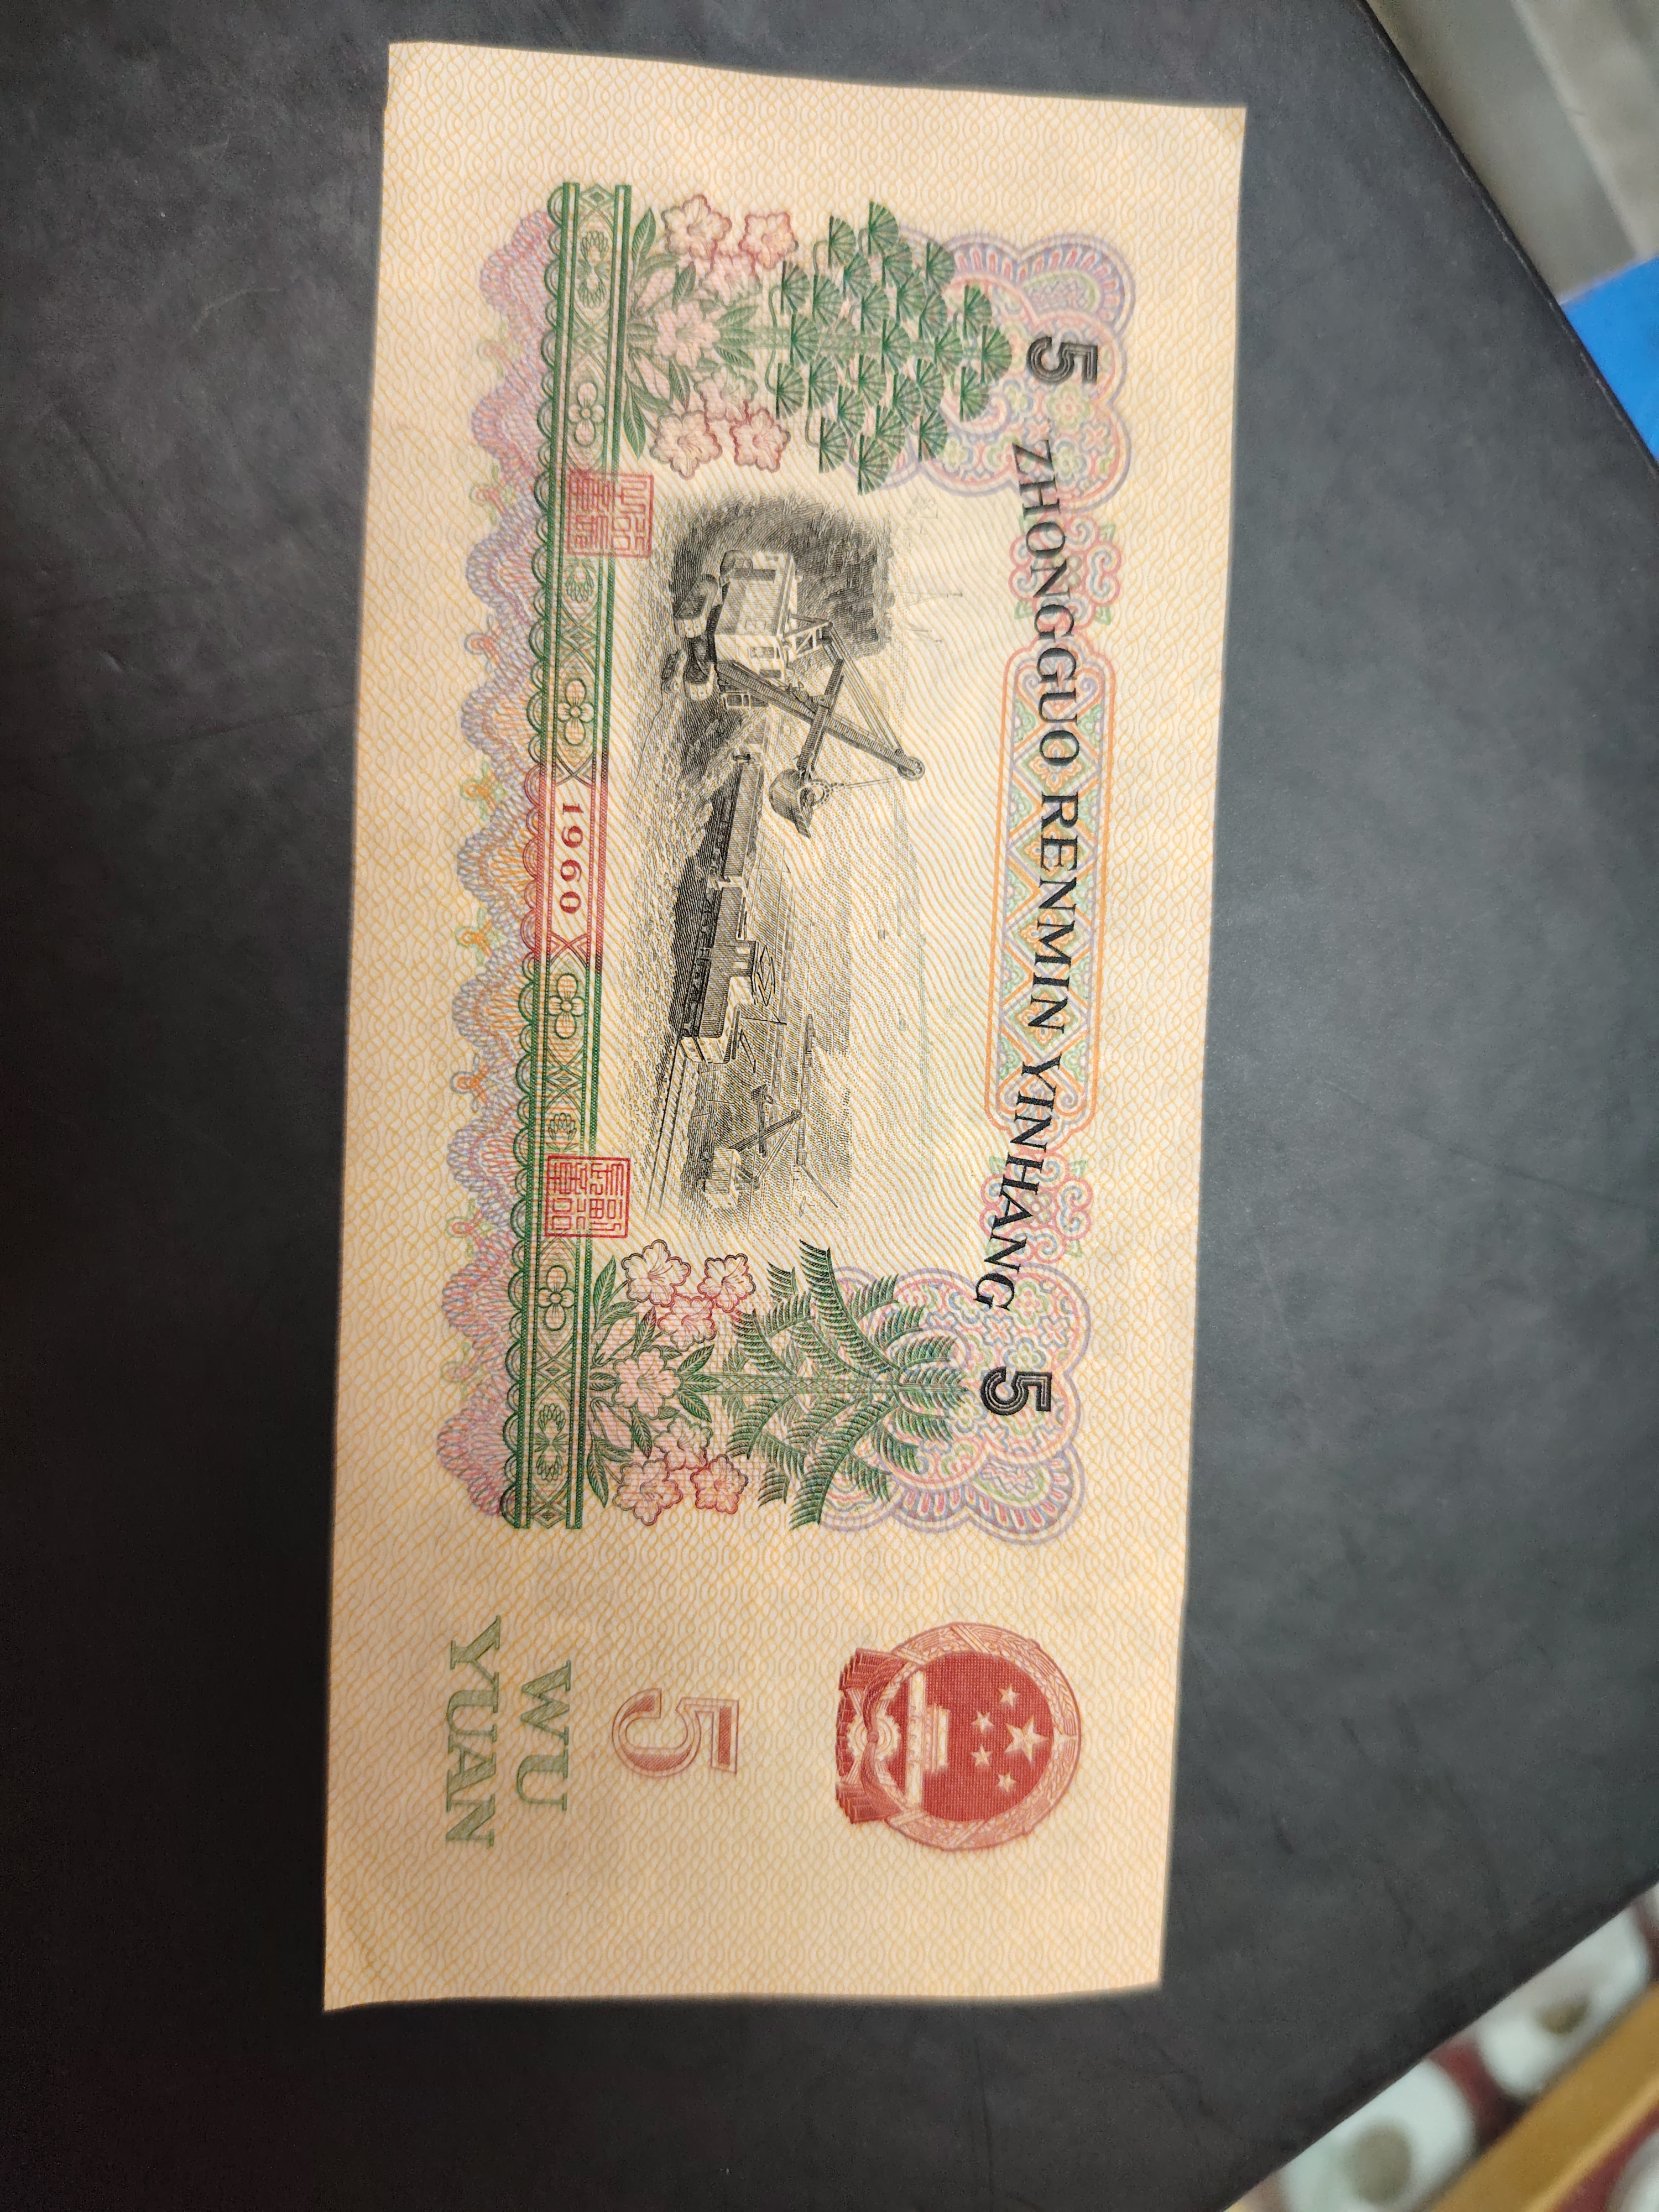 5 ZHONGGUO RENMIN YINHANG 5
1960
5
WU
YUAN